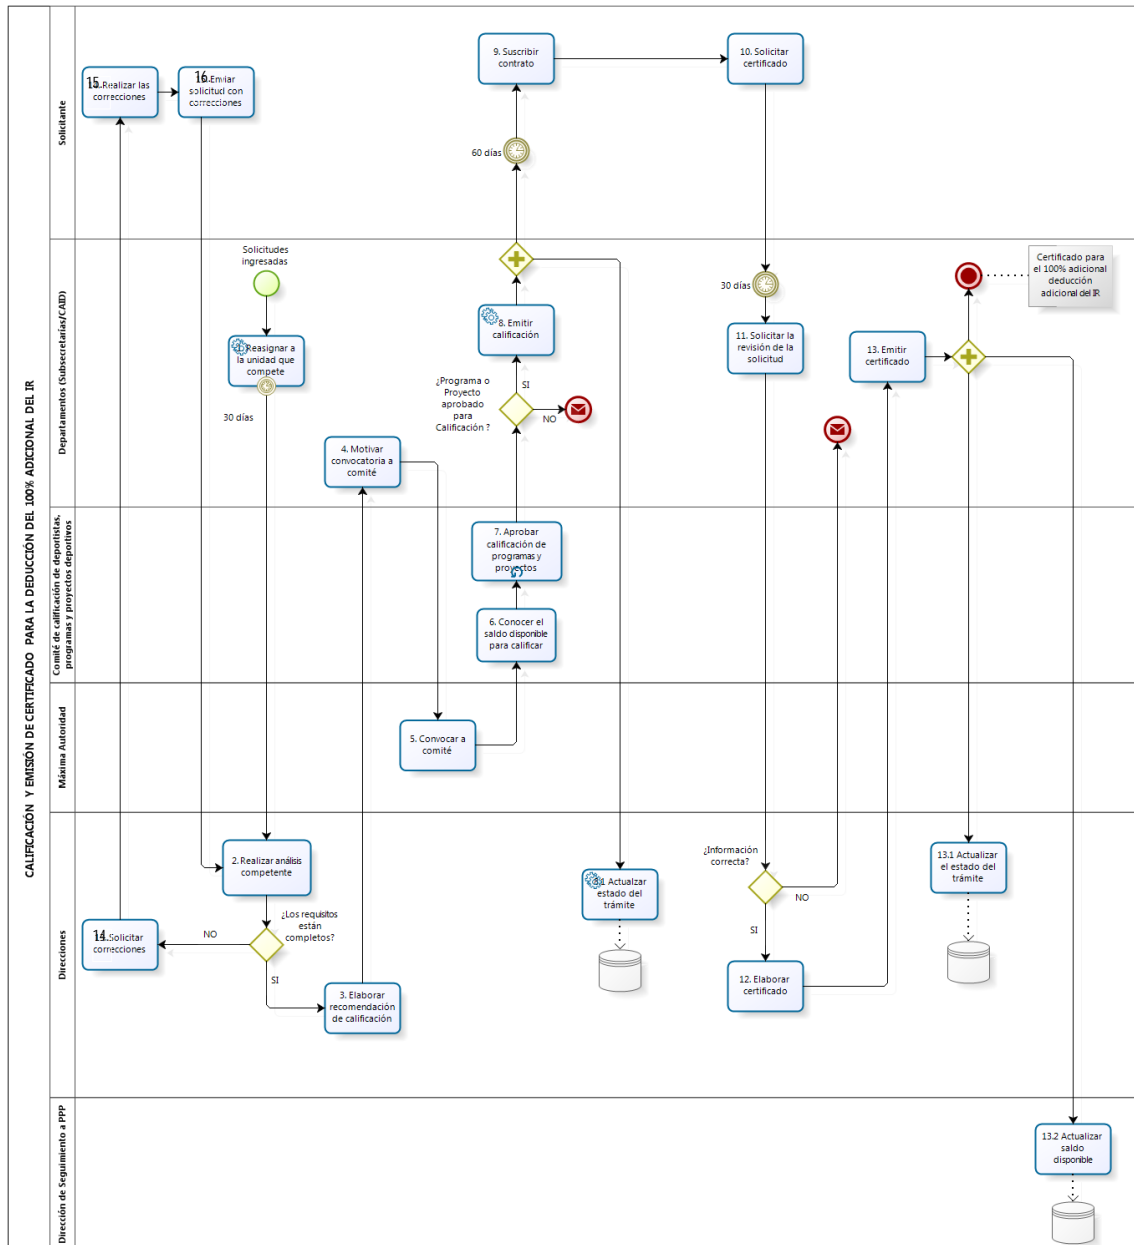 CALIFICACIÓN Y EMISIÓN DE CERTIFICADO PARA LA DEDUCCIÓN DEL 100% ADICIONAL DEL IR
Solicitante
15. Realizar las
correcciones
16. Enviar
solicitud con
correcciones
9. Suscribir
contrato
10. Solicitar
certificado
60 días
Departamentos (Subsecretarías/CAID)
Solicitudes
ingresadas
1. Reasignar a
la unidad que
compete
30 días
4. Motivar
convocatoria a
comité
8. Emitir
calificación
¿Programa o
Proyecto
aprobado
para
Calificación ?
SI
NO
30 días
11. Solicitar la
revisión de la
solicitud
13. Emitir
certificado
Certificado para
el 100% adicional
deducción
adicional del IR
Comité de calificación de deportistas,
programas y proyectos deportivos
7. Aprobar
calificación de
programas y
proyectos
6. Conocer el
saldo disponible
para calificar
Máxima Autoridad
5. Convocar a
comité
Direcciones
2. Realizar análisis
competente
¿Los requisitos
están
completos?
NO
SI
14. Solicitar
correcciones
3. Elaborar
recomendación
de calificación
8.1 Actualzar
estado del
trámite
¿Información
correcta?
NO
SI
12. Elaborar
certificado
13.1 Actualizar
el estado del
trámite
Dirección de Seguimiento a PPP
13.2 Actualizar
saldo
disponible